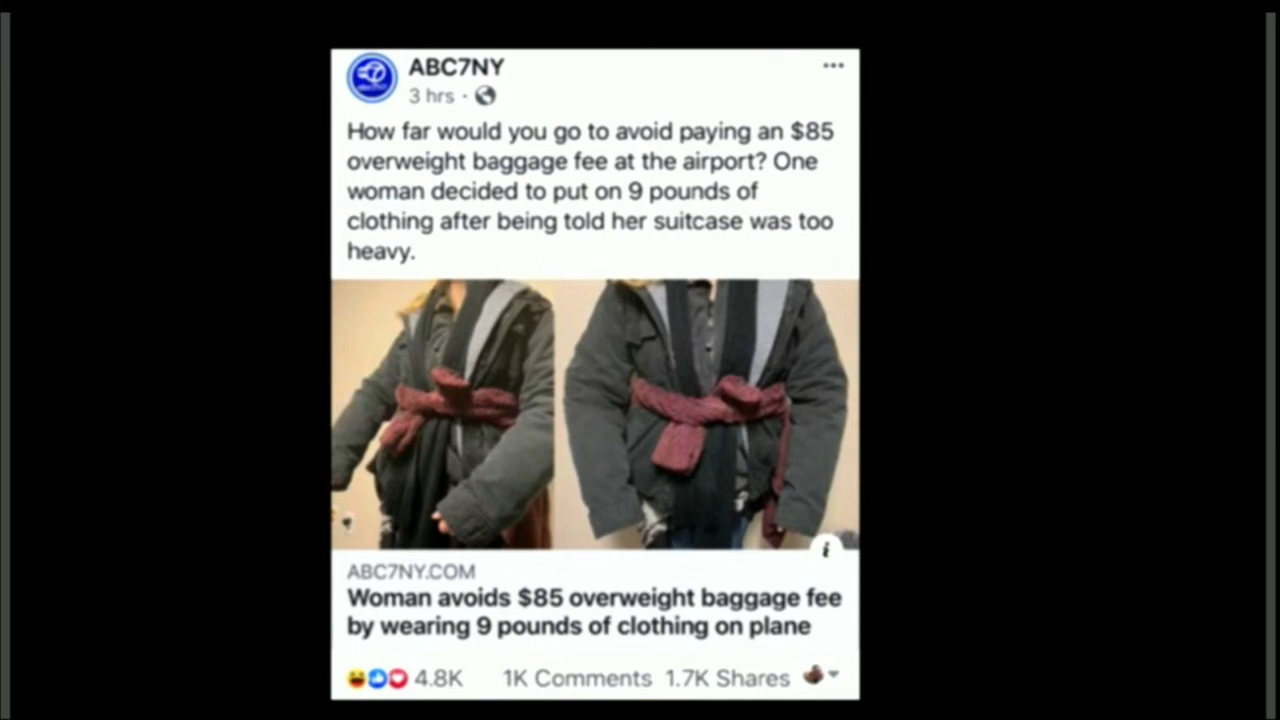 ABC7NY
3 hrs ·
How far would you go to avoid paying an $85
overweight baggage fee at the airport? One
woman decided to put on 9 pounds of
clothing after being told her suitcase was too
heavy.
i
ABC7NY.COM
Woman avoids $85 overweight baggage fee
by wearing 9 pounds of clothing on plane
4.8K 1K Comments 1.7K Shares